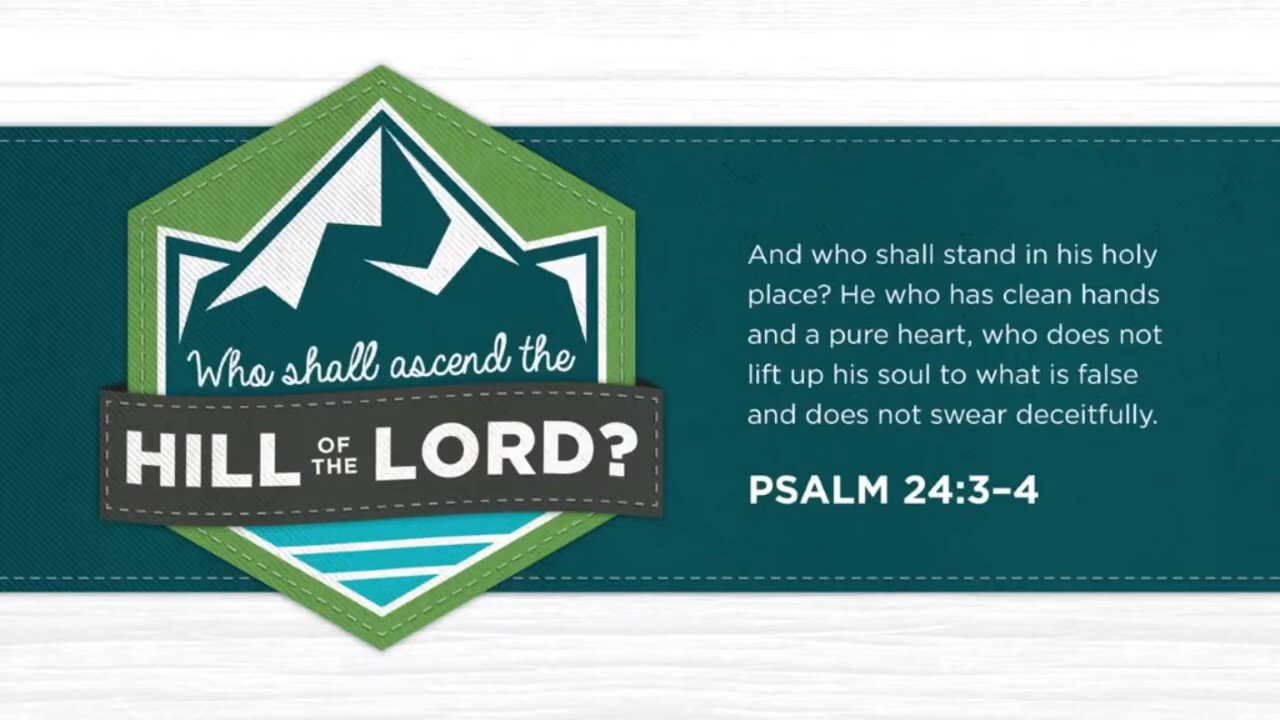 Who shall ascend the
HILL OF THE LORD?
And who shall stand in his holy
place? He who has clean hands
and a pure heart, who does not
lift up his soul to what is false
and does not swear deceitfully.
PSALM 24:3–4